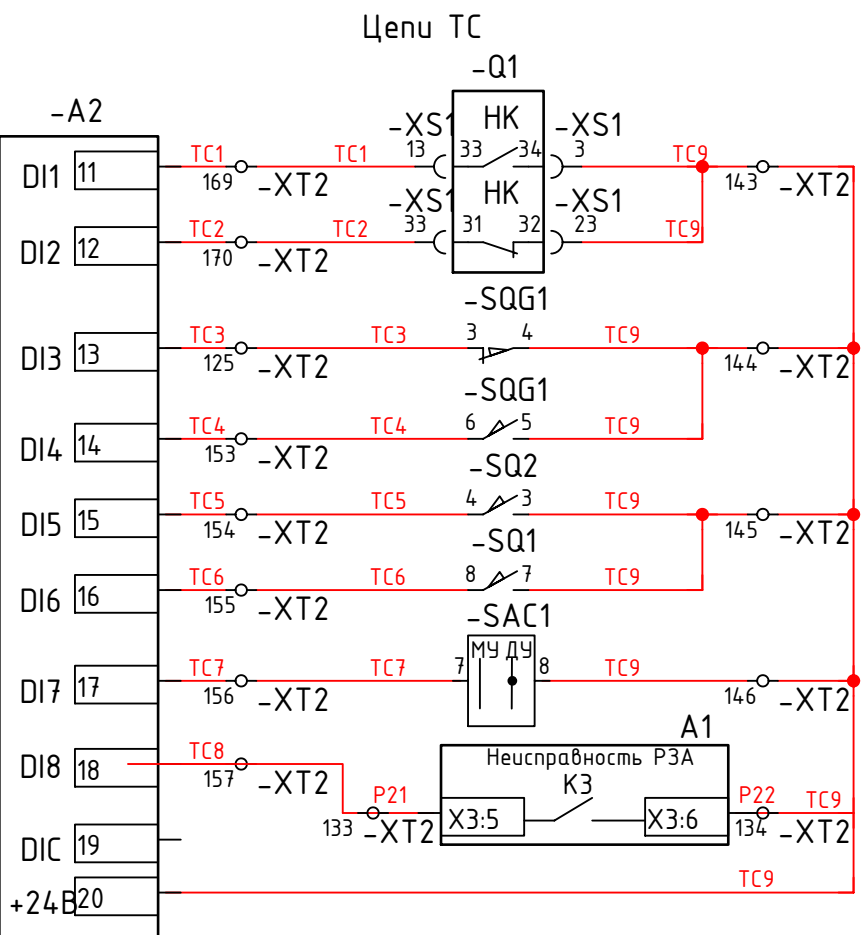 Цепи ТС
-Q1
-A2
-XS1 НК -XS1
DI1 11 ТС1 169 -XT2 ТС1 13 33 34 3 ТС9 143 -XT2
НК
-XS1 -XS1
DI2 12 ТС2 170 -XT2 ТС2 33 31 32 23 ТС9
-SQG1
DI3 13 ТС3 125 -XT2 ТС3 3 4 ТС9 144 -XT2
-SQG1
DI4 14 ТС4 153 -XT2 ТС4 6 5 ТС9
-SQ2
DI5 15 ТС5 154 -XT2 ТС5 4 3 ТС9 145 -XT2
-SQ1
DI6 16 ТС6 155 -XT2 ТС6 8 7 ТС9
-SAC1
МУ ДУ
DI7 17 ТС7 156 -XT2 ТС7 7 8 ТС9 146 -XT2
A1
DI8 18 ТС8 157 -XT2 Неисправность РЗА
К3
133 -XT2 Р21 Х3:5 Х3:6 Р22 134 -XT2 ТС9
DIC 19
+24В 20 ТС9